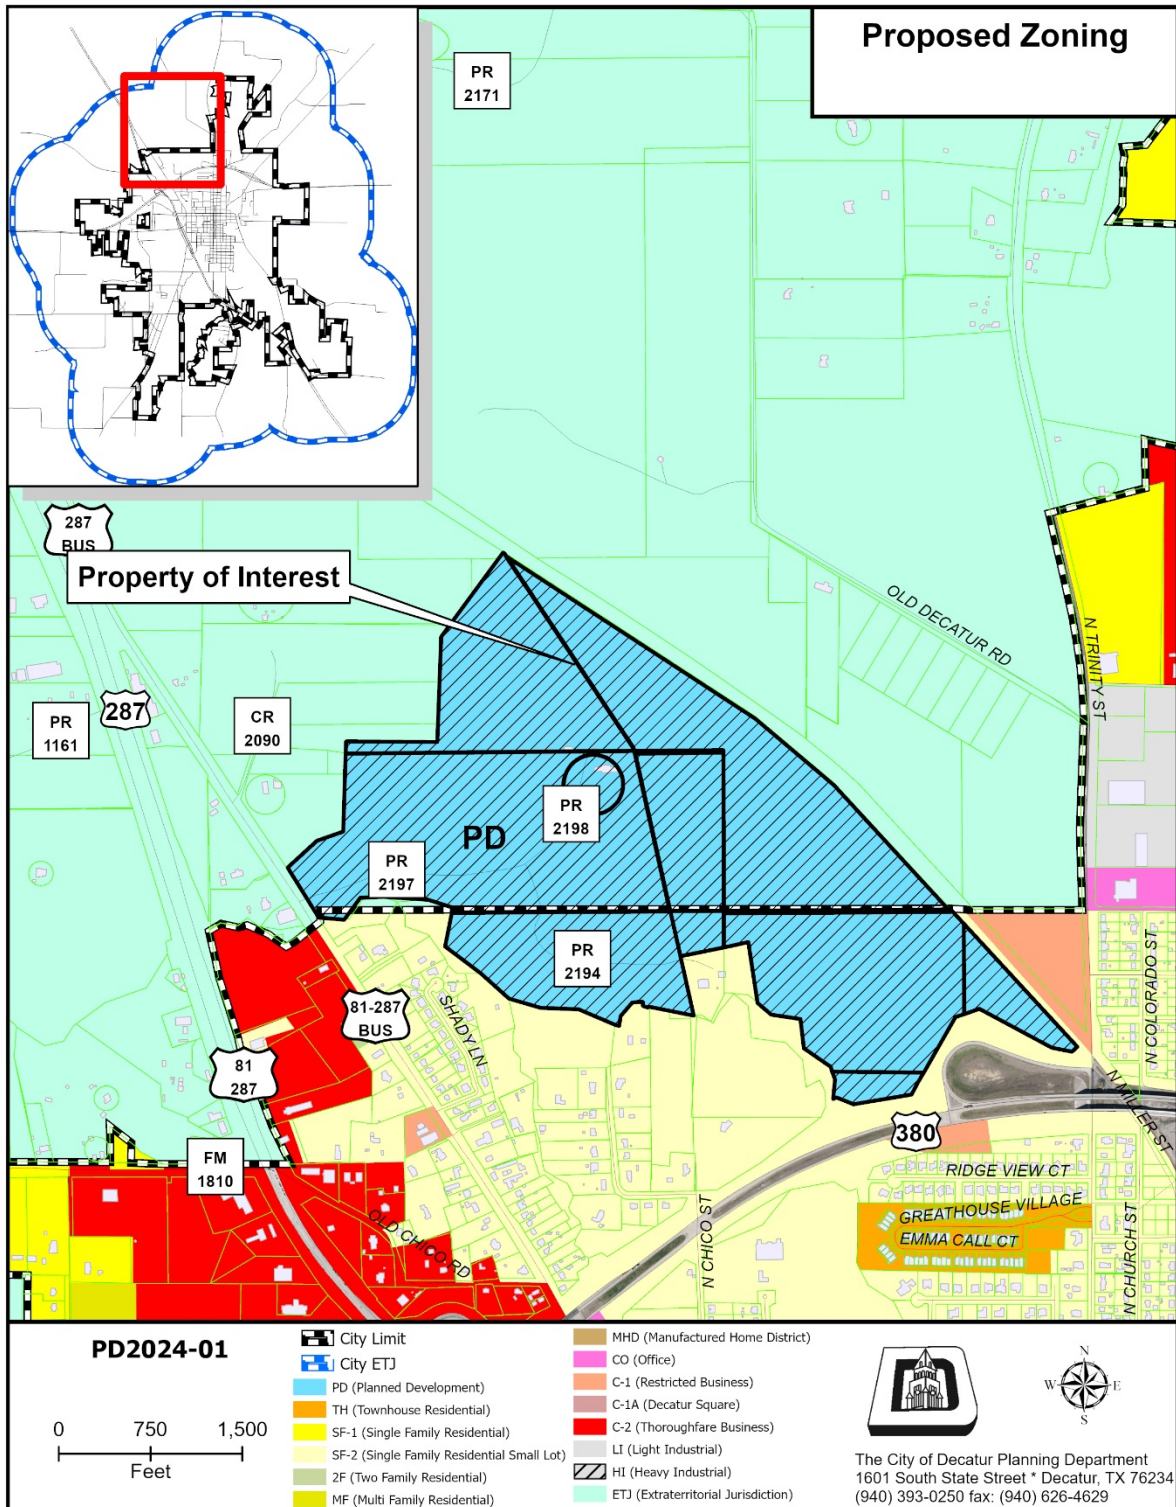 Proposed Zoning
PR
2171
287
BUS
Property of Interest
OLD DECATUR RD
N TRINITY ST
287
PR
1161
CR
2090
PR
2198
PD
PR
2197
PR
2194
SHADY LN
81-287
BUS
81
287
N COLORADO ST
N MILLER ST
380
FM
1810
RIDGE VIEW CT
GREATHOUSE VILLAGE
EMMA CALL CT
OLD CHICO RD
N CHICO ST
N CHURCH ST
PD2024-01
0 750 1,500
Feet
City Limit
City ETJ
PD (Planned Development)
TH (Townhouse Residential)
SF-1 (Single Family Residential)
SF-2 (Single Family Residential Small Lot)
2F (Two Family Residential)
MF (Multi Family Residential)
MHD (Manufactured Home District)
CO (Office)
C-1 (Restricted Business)
C-1A (Decatur Square)
C-2 (Thoroughfare Business)
LI (Light Industrial)
HI (Heavy Industrial)
ETJ (Extraterritorial Jurisdiction)
D
N
W E
S
The City of Decatur Planning Department
1601 South State Street * Decatur, TX 76234
(940) 393-0250 fax: (940) 626-4629